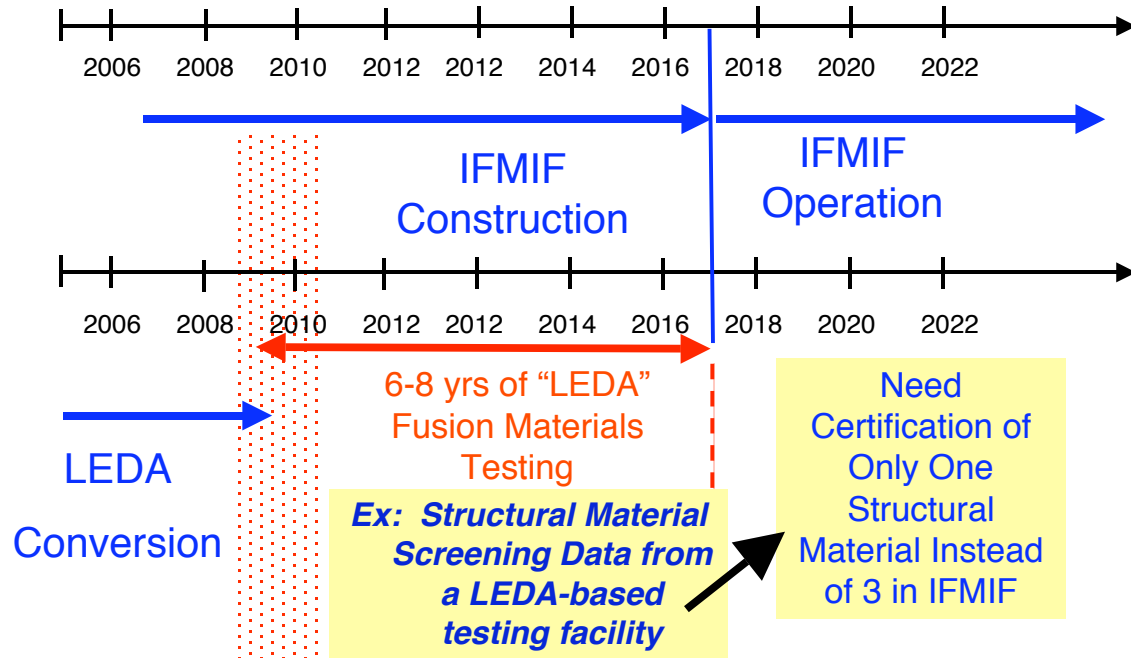 2006 2008 2010 2012 2012 2014 2016 2018 2020 2022
IFMIF
Construction
IFMIF
Operation
2006 2008 2010 2012 2012 2014 2016 2018 2020 2022
6-8 yrs of “LEDA”
Fusion Materials
Testing
LEDA
Conversion
Ex: Structural Material
Screening Data from
a LEDA-based
testing facility
Need
Certification of
Only One
Structural
Material Instead
of 3 in IFMIF